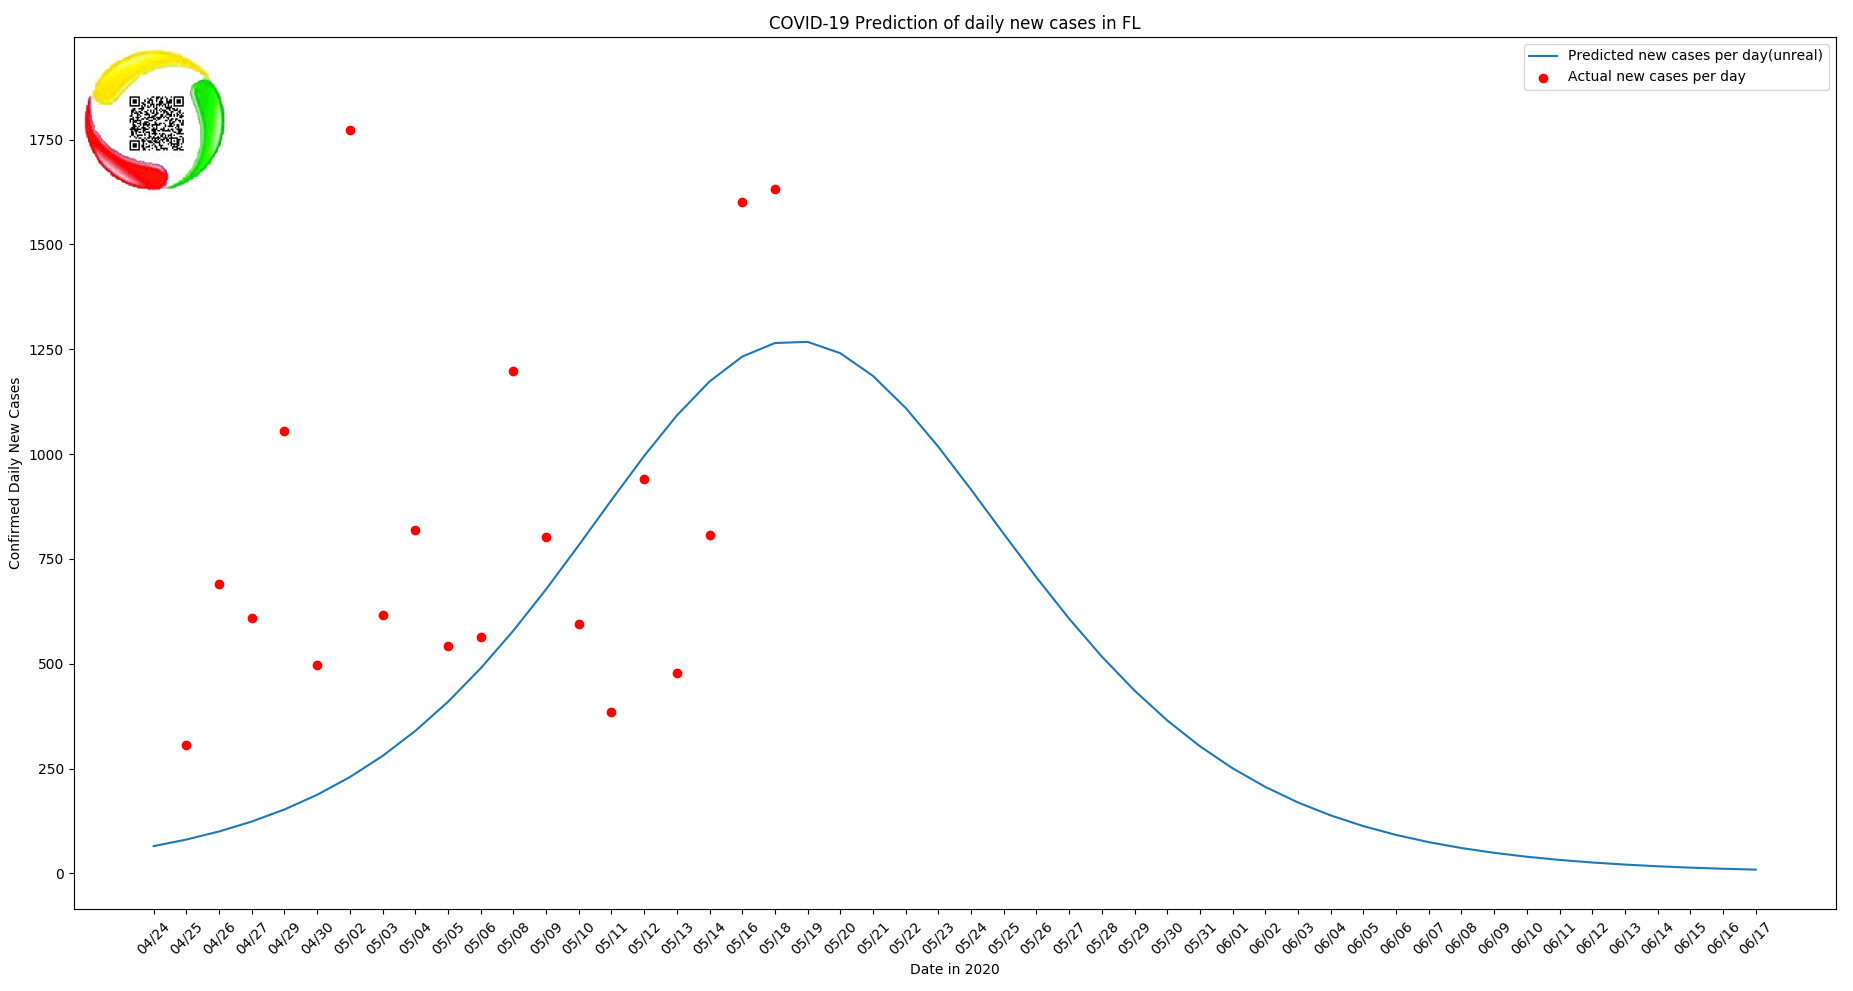 COVID-19 Prediction of daily new cases in FL
Predicted new cases per day(unreal)
Actual new cases per day
Confirmed Daily New Cases
1750
1500
1250
1000
750
500
250
0
04/24 04/25 04/26 04/27 04/29 04/30 05/02 05/03 05/04 05/05 05/06 05/08 05/09 05/10 05/11 05/12 05/13 05/14 05/16 05/18 05/19 05/20 05/21 05/22 05/23 05/24 05/25 05/26 05/27 05/28 05/29 05/30 05/31 06/01 06/02 06/03 06/04 06/05 06/06 06/07 06/08 06/09 06/10 06/11 06/12 06/13 06/14 06/15 06/16 06/17
Date in 2020